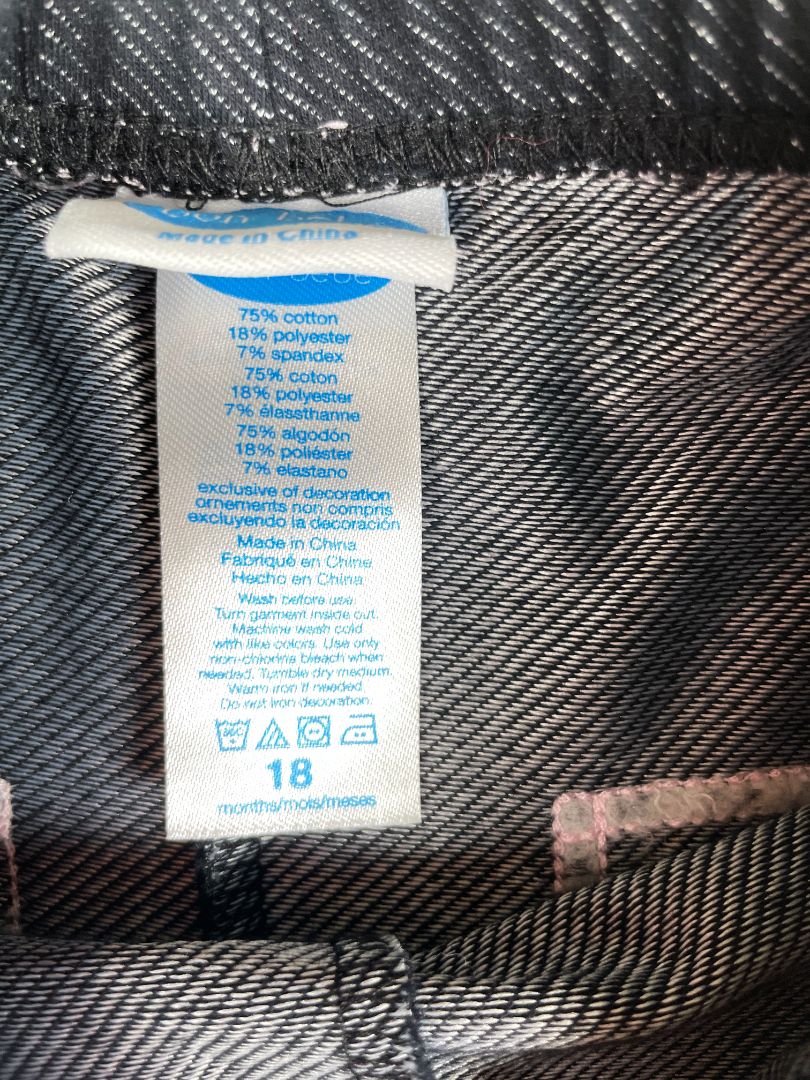 Made in China
75% cotton
18% polyester
7% spandex
75% coton
18% polyester
7% élassthanne
75% algodón
18% poliéster
7% elastano
exclusive of decoration
ornements non compris
excluyendo la decoración
Made in China
Fabriqué en Chine
Hecho en China
Wash before use.
Turn garment inside out.
Machine wash cold
with like colors. Use only
non-chlorine bleach when
needed. Tumble dry medium.
Warm iron if needed.
Do not iron decoration.
18
months/mois/meses